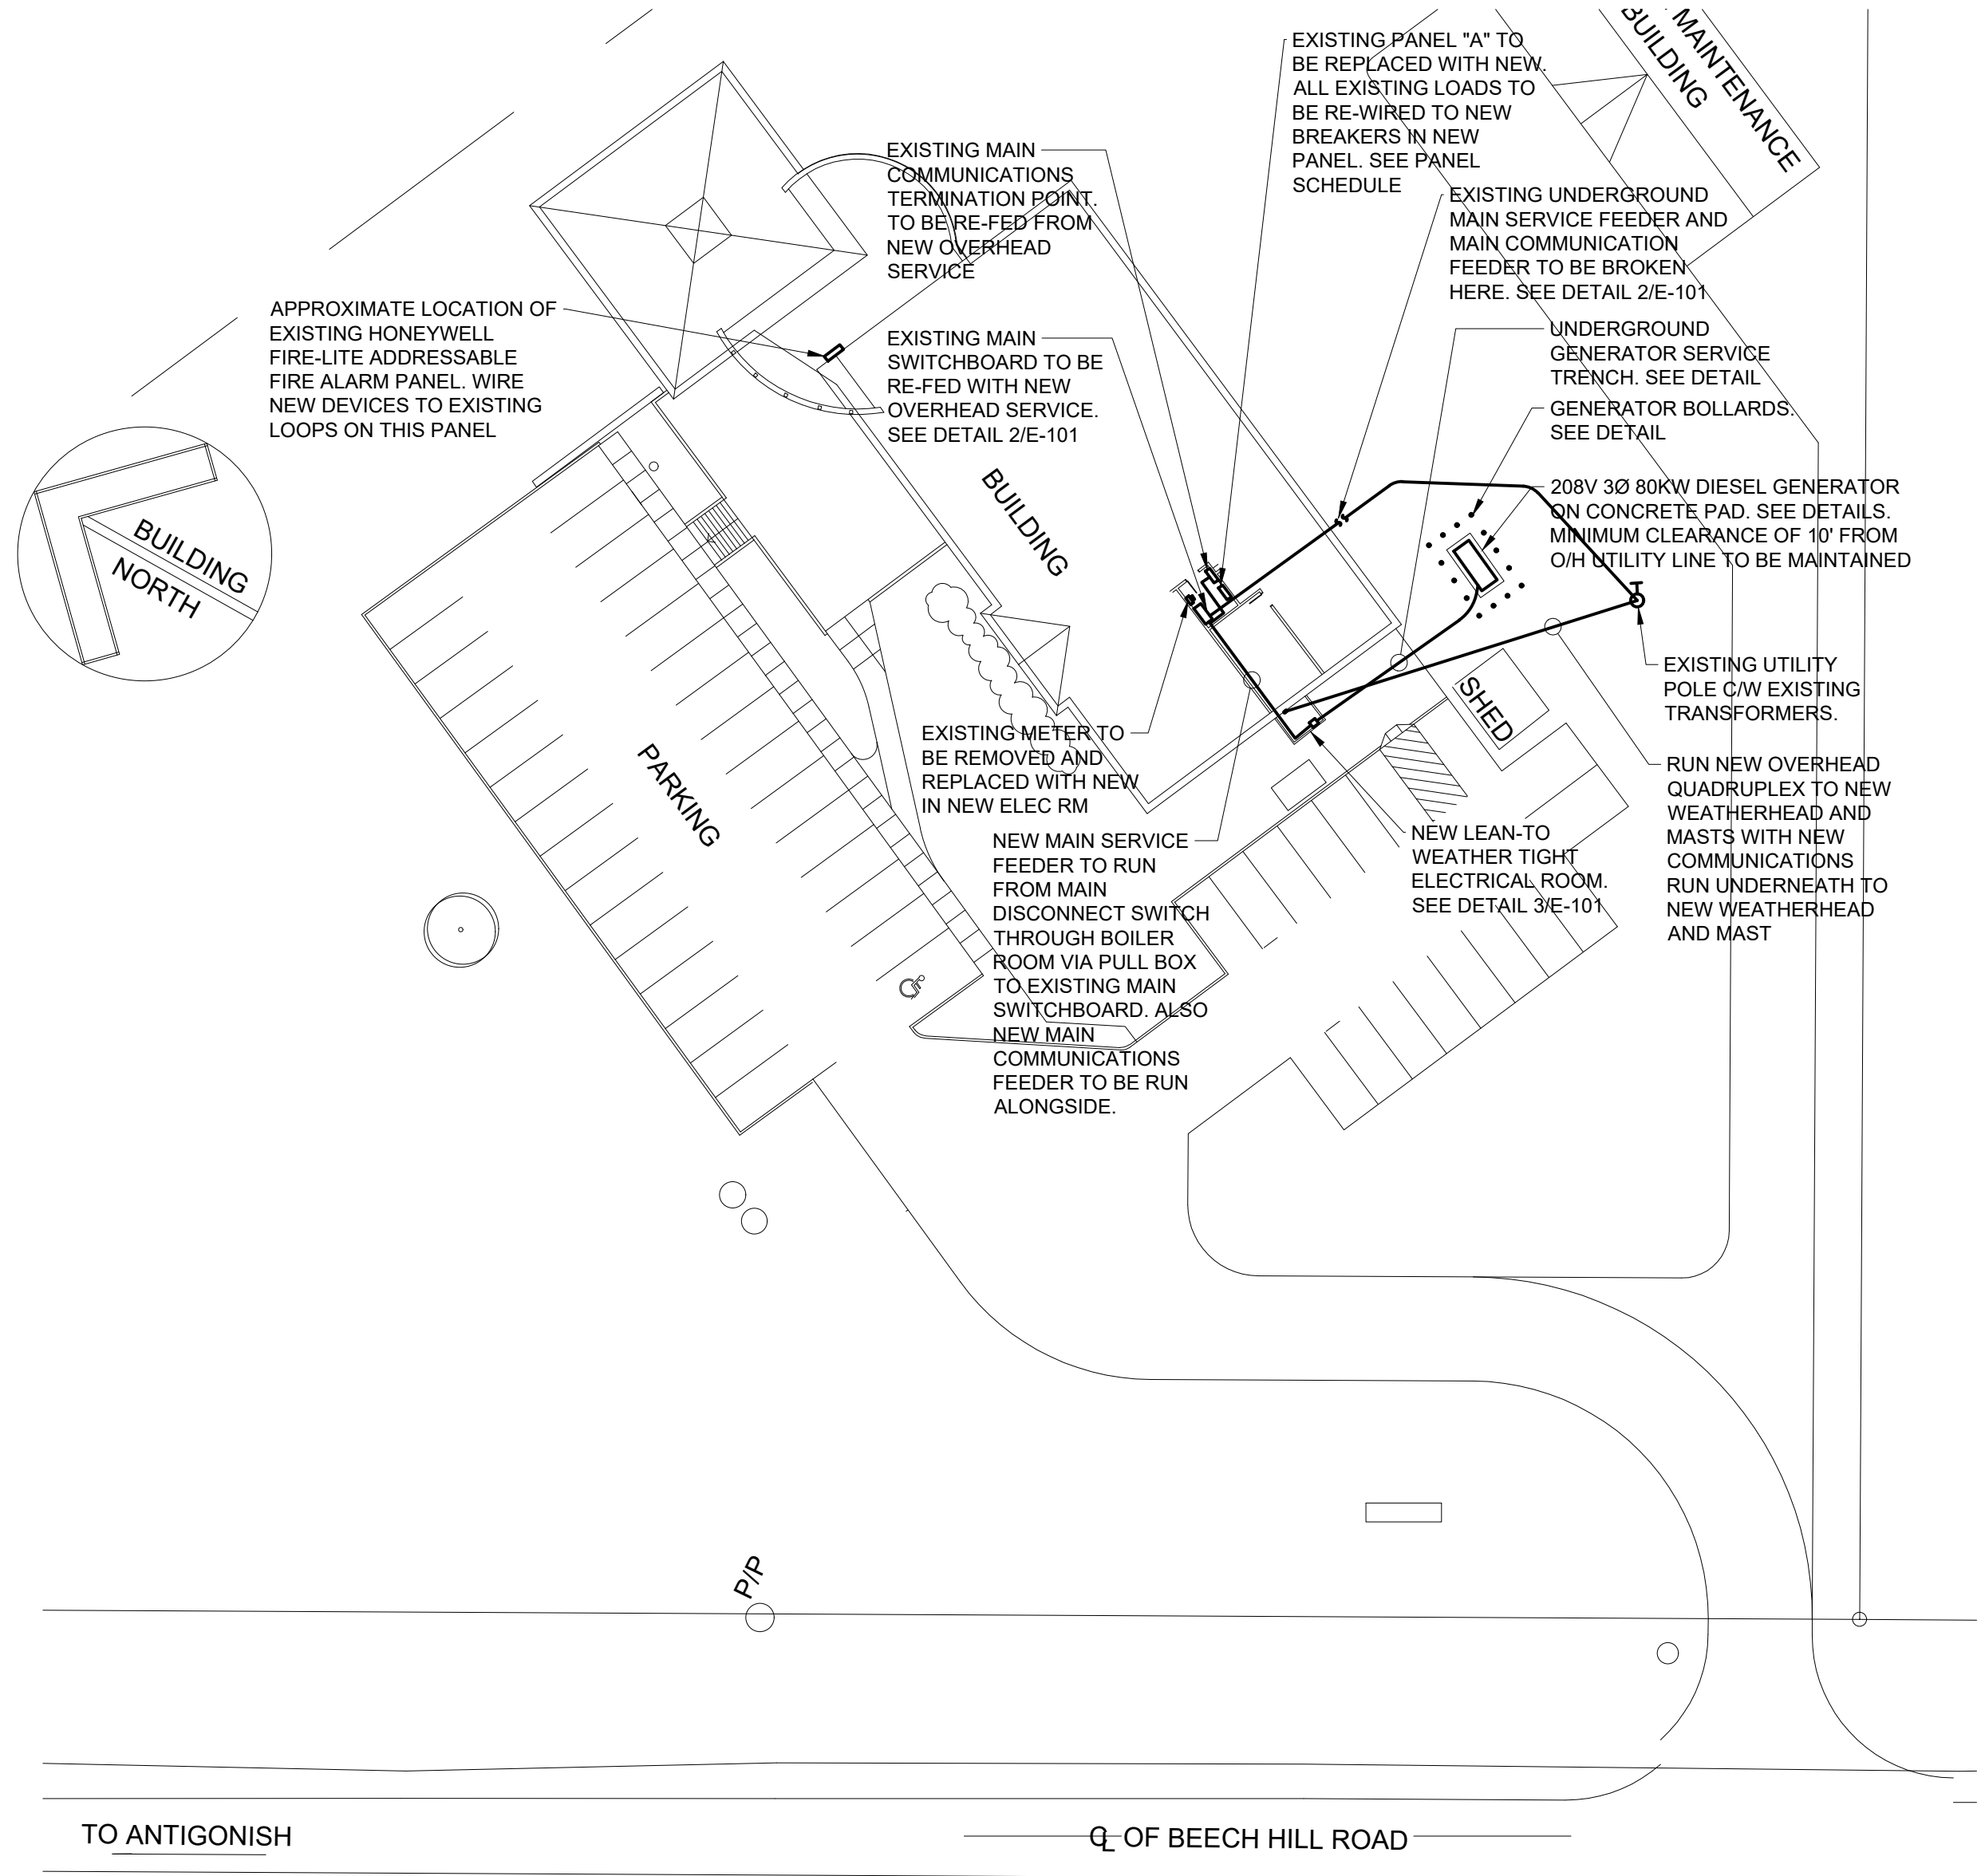 MAINTENANCE
BUILDING
EXISTING PANEL "A" TO
BE REPLACED WITH NEW.
ALL EXISTING LOADS TO
BE RE-WIRED TO NEW
BREAKERS IN NEW
PANEL. SEE PANEL
SCHEDULE
EXISTING MAIN
COMMUNICATIONS
TERMINATION POINT.
TO BE RE-FED FROM
NEW OVERHEAD
SERVICE
EXISTING UNDERGROUND
MAIN SERVICE FEEDER AND
MAIN COMMUNICATION
FEEDER TO BE BROKEN
HERE. SEE DETAIL 2/E-101
APPROXIMATE LOCATION OF
EXISTING HONEYWELL
FIRE-LITE ADDRESSABLE
FIRE ALARM PANEL. WIRE
NEW DEVICES TO EXISTING
LOOPS ON THIS PANEL
EXISTING MAIN
SWITCHBOARD TO BE
RE-FED WITH NEW
OVERHEAD SERVICE.
SEE DETAIL 2/E-101
UNDERGROUND
GENERATOR SERVICE
TRENCH. SEE DETAIL
GENERATOR BOLLARDS.
SEE DETAIL
208V 3Ø 80KW DIESEL GENERATOR
ON CONCRETE PAD. SEE DETAILS.
MINIMUM CLEARANCE OF 10' FROM
O/H UTILITY LINE TO BE MAINTAINED
BUILDING
BUILDING
NORTH
EXISTING UTILITY
POLE C/W EXISTING
TRANSFORMERS.
SHED
EXISTING METER TO
BE REMOVED AND
REPLACED WITH NEW
IN NEW ELEC RM
PARKING
RUN NEW OVERHEAD
QUADRUPLEX TO NEW
WEATHERHEAD AND
MASTS WITH NEW
COMMUNICATIONS
RUN UNDERNEATH TO
NEW WEATHERHEAD
AND MAST
NEW LEAN-TO
WEATHER TIGHT
ELECTRICAL ROOM.
SEE DETAIL 3/E-101
NEW MAIN SERVICE
FEEDER TO RUN
FROM MAIN
DISCONNECT SWITCH
THROUGH BOILER
ROOM VIA PULL BOX
TO EXISTING MAIN
SWITCHBOARD. ALSO
NEW MAIN
COMMUNICATIONS
FEEDER TO BE RUN
ALONGSIDE.
P/P
TO ANTIGONISH
CL OF BEECH HILL ROAD